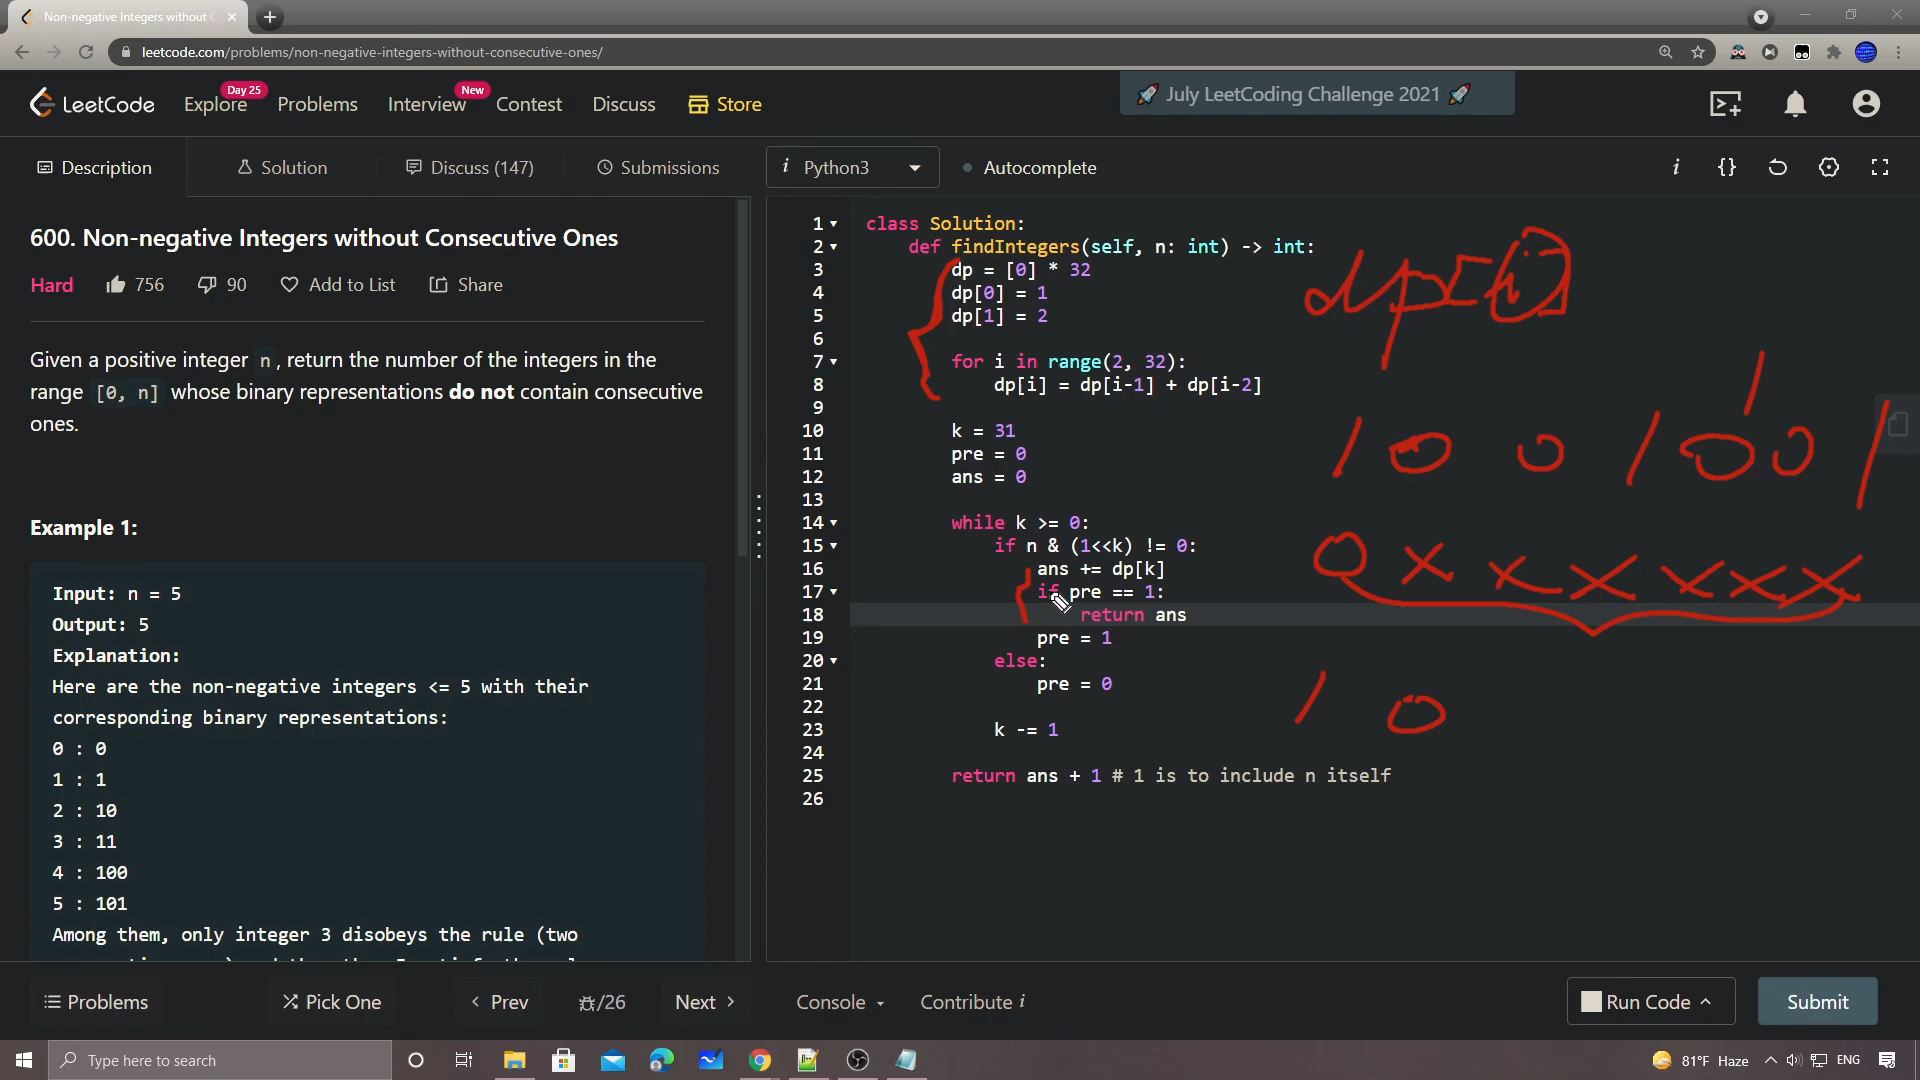 Non-negative Integers without C
leetcode.com/problems/non-negative-integers-without-consecutive-ones/
LeetCode
Explore
Day 25
Problems
Interview
New
Contest
Discuss
Store
🚀 July LeetCoding Challenge 2021 🚀
Description
Solution
Discuss (147)
Submissions
i Python3
Autocomplete
i {}
600. Non-negative Integers without Consecutive Ones
Hard 756 90 Add to List Share
Given a positive integer n, return the number of the integers in the
range [0, n] whose binary representations do not contain consecutive
ones.
Example 1:
Input: n = 5
Output: 5
Explanation:
Here are the non-negative integers <= 5 with their
corresponding binary representations:
0 : 0
1 : 1
2 : 10
3 : 11
4 : 100
5 : 101
Among them, only integer 3 disobeys the rule (two
1 class Solution:
2 def findIntegers(self, n: int) -> int:
3 dp = [0] * 32
4 dp[0] = 1
5 dp[1] = 2
6
7 for i in range(2, 32):
8 dp[i] = dp[i-1] + dp[i-2]
9
10 k = 31
11 pre = 0
12 ans = 0
13
14 while k >= 0:
15 if n & (1<<k) != 0:
16 ans += dp[k]
17 if pre == 1:
18 return ans
19 pre = 1
20 else:
21 pre = 0
22
23 k -= 1
24
25 return ans + 1 # 1 is to include n itself
26
dp[i]
1
1 0 0 1 0 0 1
0 x x x x x x
1 0
Problems
Pick One
Prev
/26
Next
Console
Contribute i
Run Code
Submit
Type here to search
81°F Haze
ENG